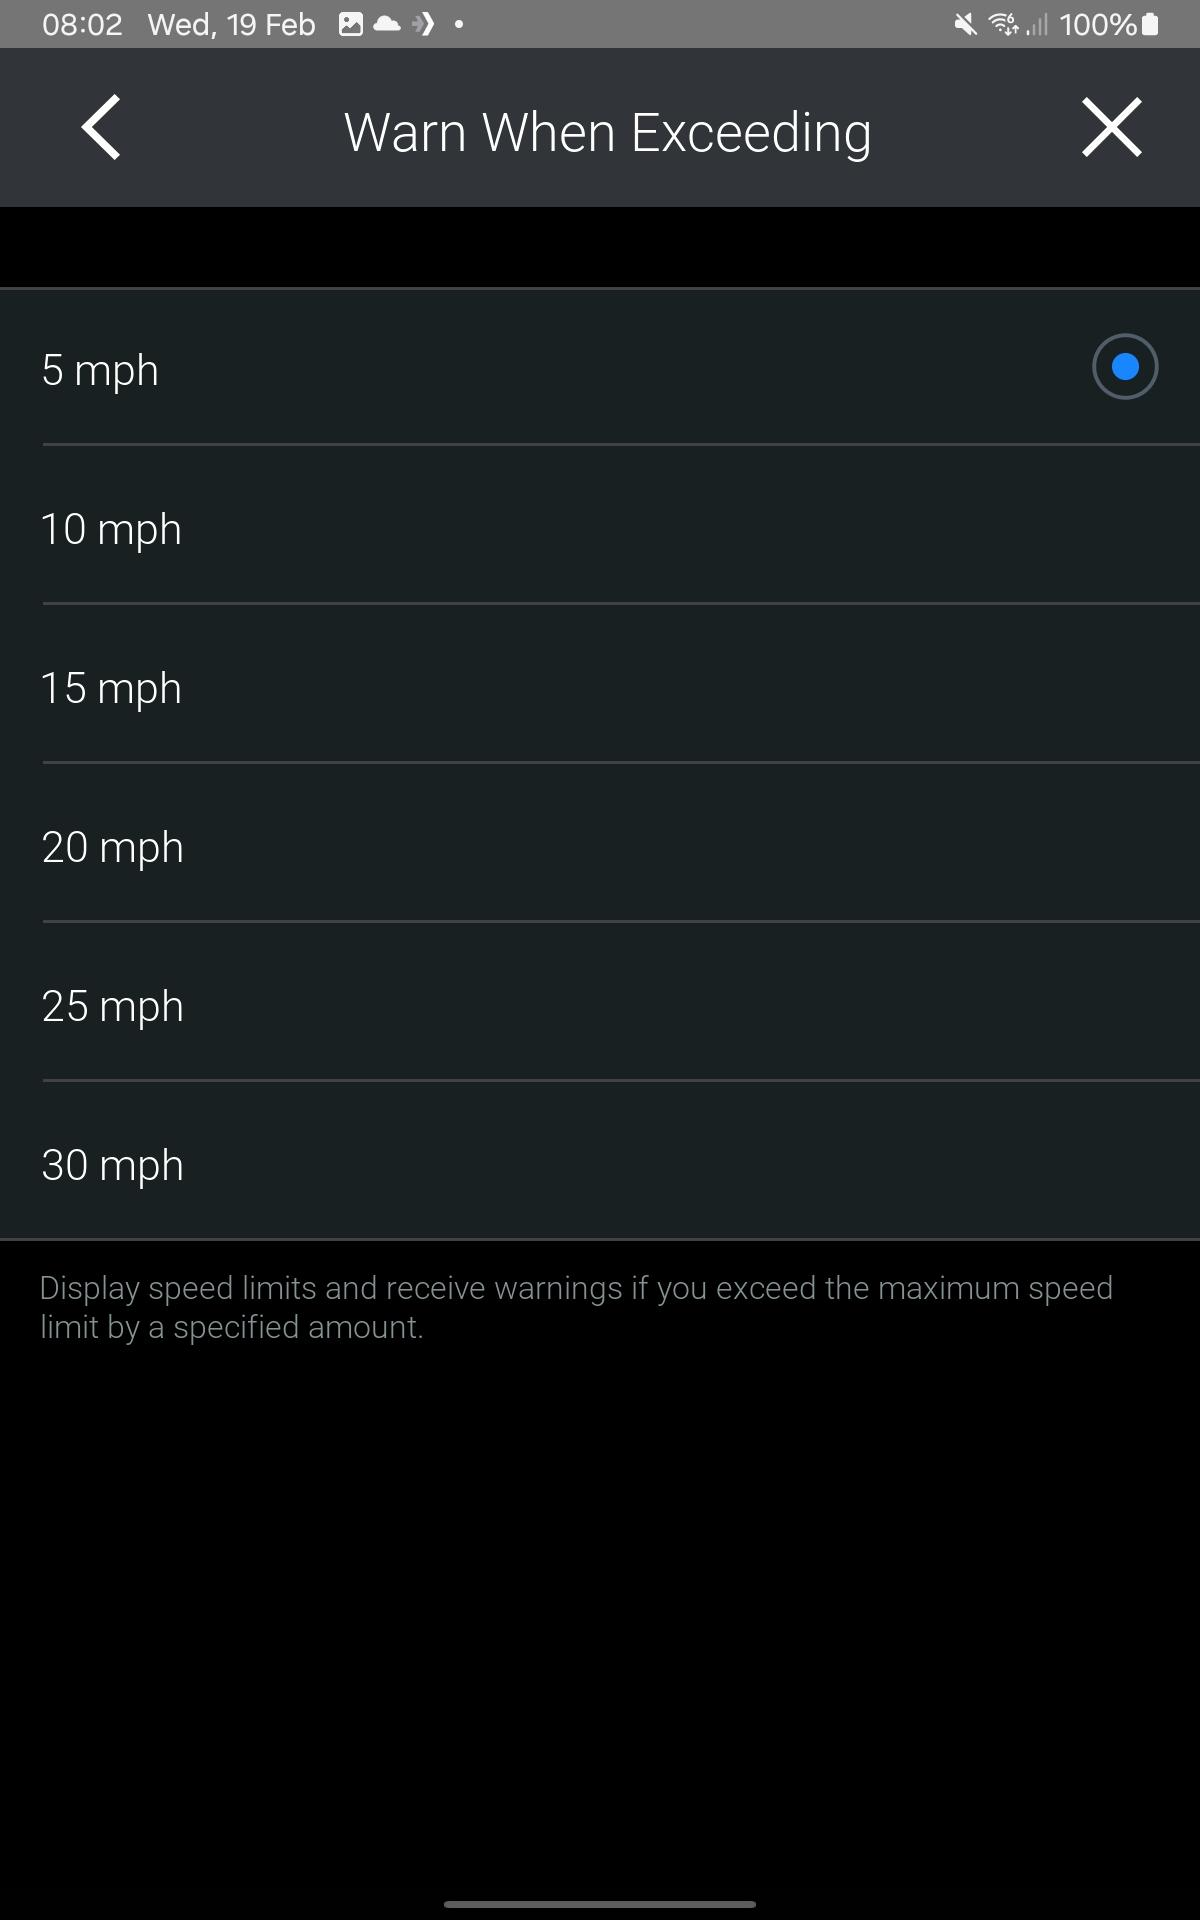 08:02 Wed, 19 Feb 100%
Warn When Exceeding
5 mph
10 mph
15 mph
20 mph
25 mph
30 mph
Display speed limits and receive warnings if you exceed the maximum speed
limit by a specified amount.